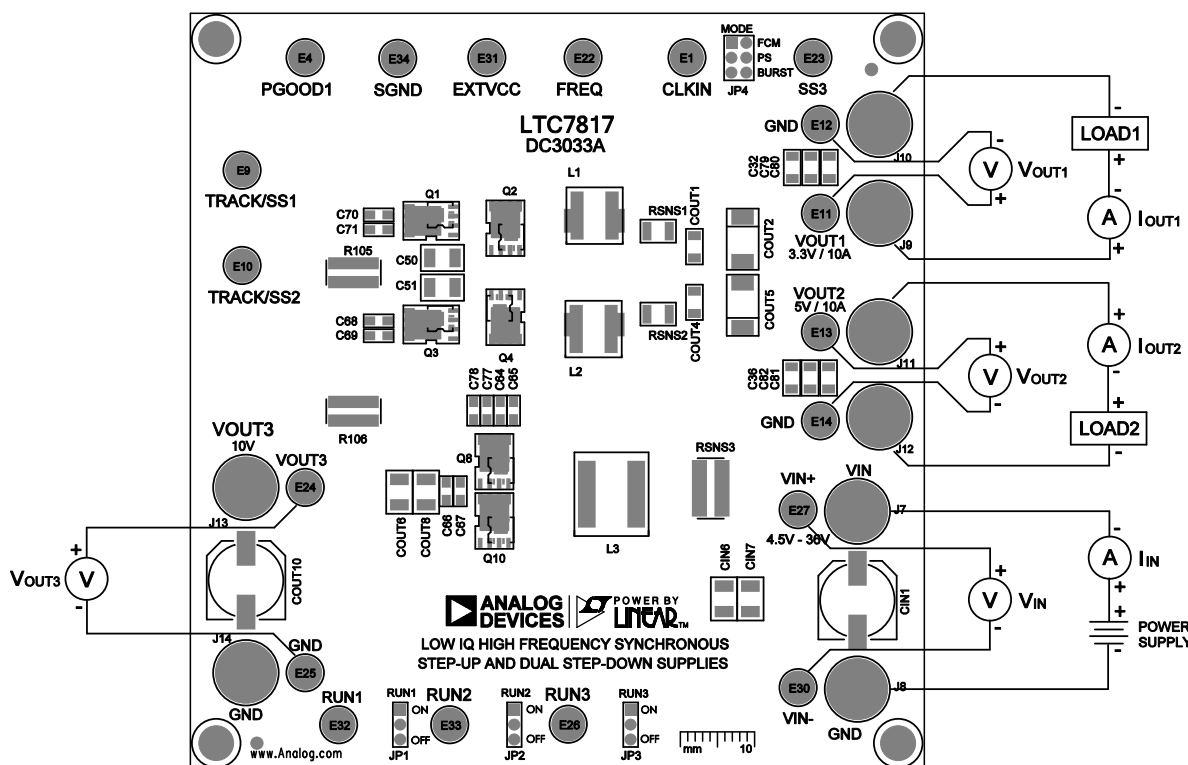 MODE
FCM
PS
BURST
JP4
E4
PGOOD1
E34
SGND
E31
EXTVCC
E22
FREQ
E1
CLKIN
E23
SS3
LTC7817
DC3033A
GND
E12
J10
LOAD1
-
+
C32
C79
C80
-
V
+
VOUT1
-
A
+
IOUT1
E9
TRACK/SS1
E11
VOUT1
3.3V / 10A
J9
C70
C71
Q1
Q2
L1
RSNS1
COUT1
COUT2
R105
C50
C51
E10
TRACK/SS2
VOUT2
5V / 10A
E13
J11
C68
C69
Q3
Q4
L2
RSNS2
COUT4
COUT5
+
A
-
IOUT2
C36
C82
C81
+
V
-
VOUT2
GND
E14
J12
+
LOAD2
-
C78
C77
C64
C65
R106
VOUT3
10V
VOUT3
E24
J13
Q8
Q10
COUT6
COUT8
C66
C67
L3
RSNS3
VIN+
E27
4.5V - 36V
VIN
J7
-
A
+
IIN
+
V
-
VOUT3
COUT10
CIN6
CIN7
CIN1
+
V
-
VIN
+
-
POWER
SUPPLY
ANALOG
DEVICES
POWER BY
LINEAR™
LOW IQ HIGH FREQUENCY SYNCHRONOUS
STEP-UP AND DUAL STEP-DOWN SUPPLIES
J14
GND
E25
GND
E30
VIN-
J8
GND
RUN1
E32
RUN1
ON
OFF
JP1
RUN2
E33
RUN2
ON
OFF
JP2
RUN3
E26
RUN3
ON
OFF
JP3
mm
10
www.Analog.com